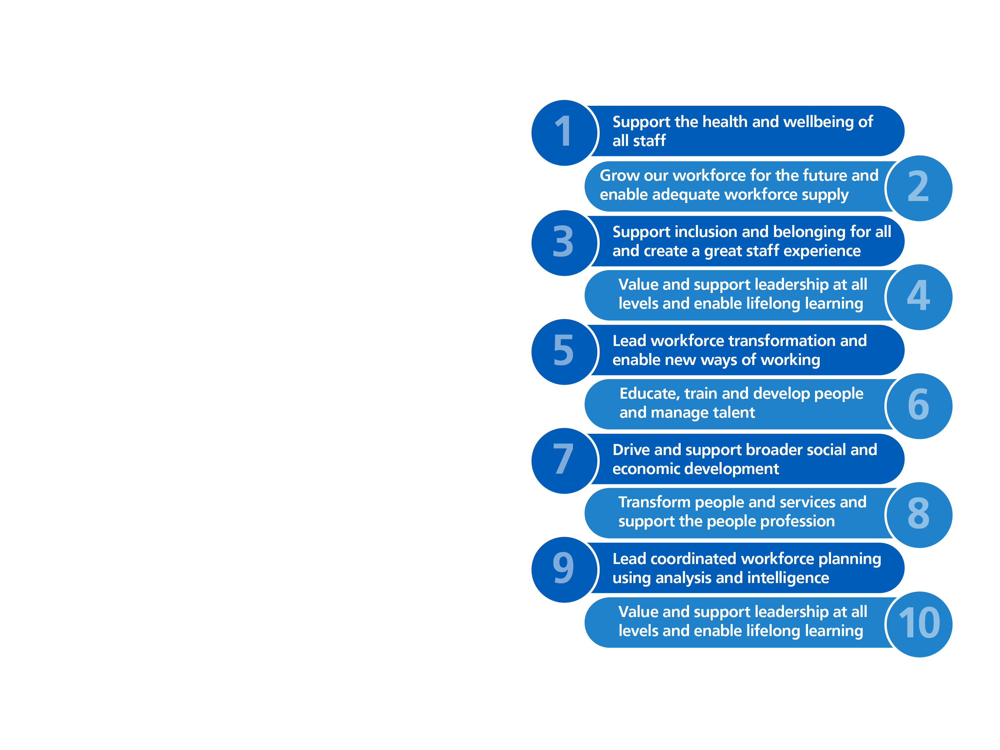 1
Support the health and wellbeing of
all staff
Grow our workforce for the future and
enable adequate workforce supply
2
3
Support inclusion and belonging for all
and create a great staff experience
Value and support leadership at all
levels and enable lifelong learning
4
5
Lead workforce transformation and
enable new ways of working
Educate, train and develop people
and manage talent
6
7
Drive and support broader social and
economic development
Transform people and services and
support the people profession
8
9
Lead coordinated workforce planning
using analysis and intelligence
Value and support leadership at all
levels and enable lifelong learning
10